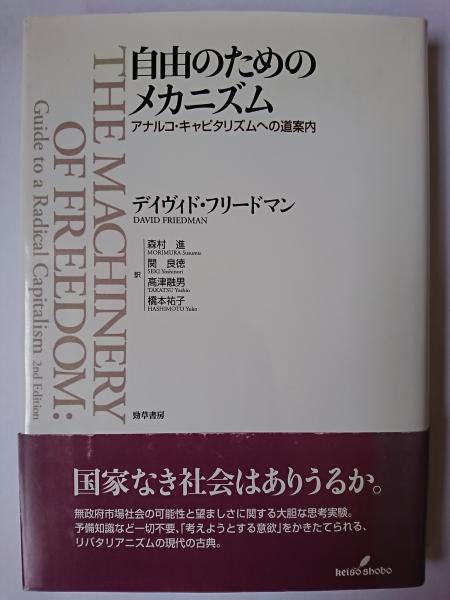 自由のための
メカニズム
アナルコ・キャピタリズムへの道案内
THE MACHINERY
OF FREEDOM:
Guide to a Radical Capitalism 2nd Edition
デイヴィド・フリードマン
DAVID FRIEDMAN
森村 進
MORIMURA Susumu
関 良徳
SEKI Yoshinori
高津融男
TAKATSU Yoshio
橋本祐子
HASHIMOTO Yuko
訳
勁草書房
国家なき社会はありうるか。
無政府市場社会の可能性と望ましさに関する大胆な思考実験。
予備知識など一切不要、「考えようとする意欲」をかきたてられる、
リバタリアニズムの現代の古典。
keiso shobo